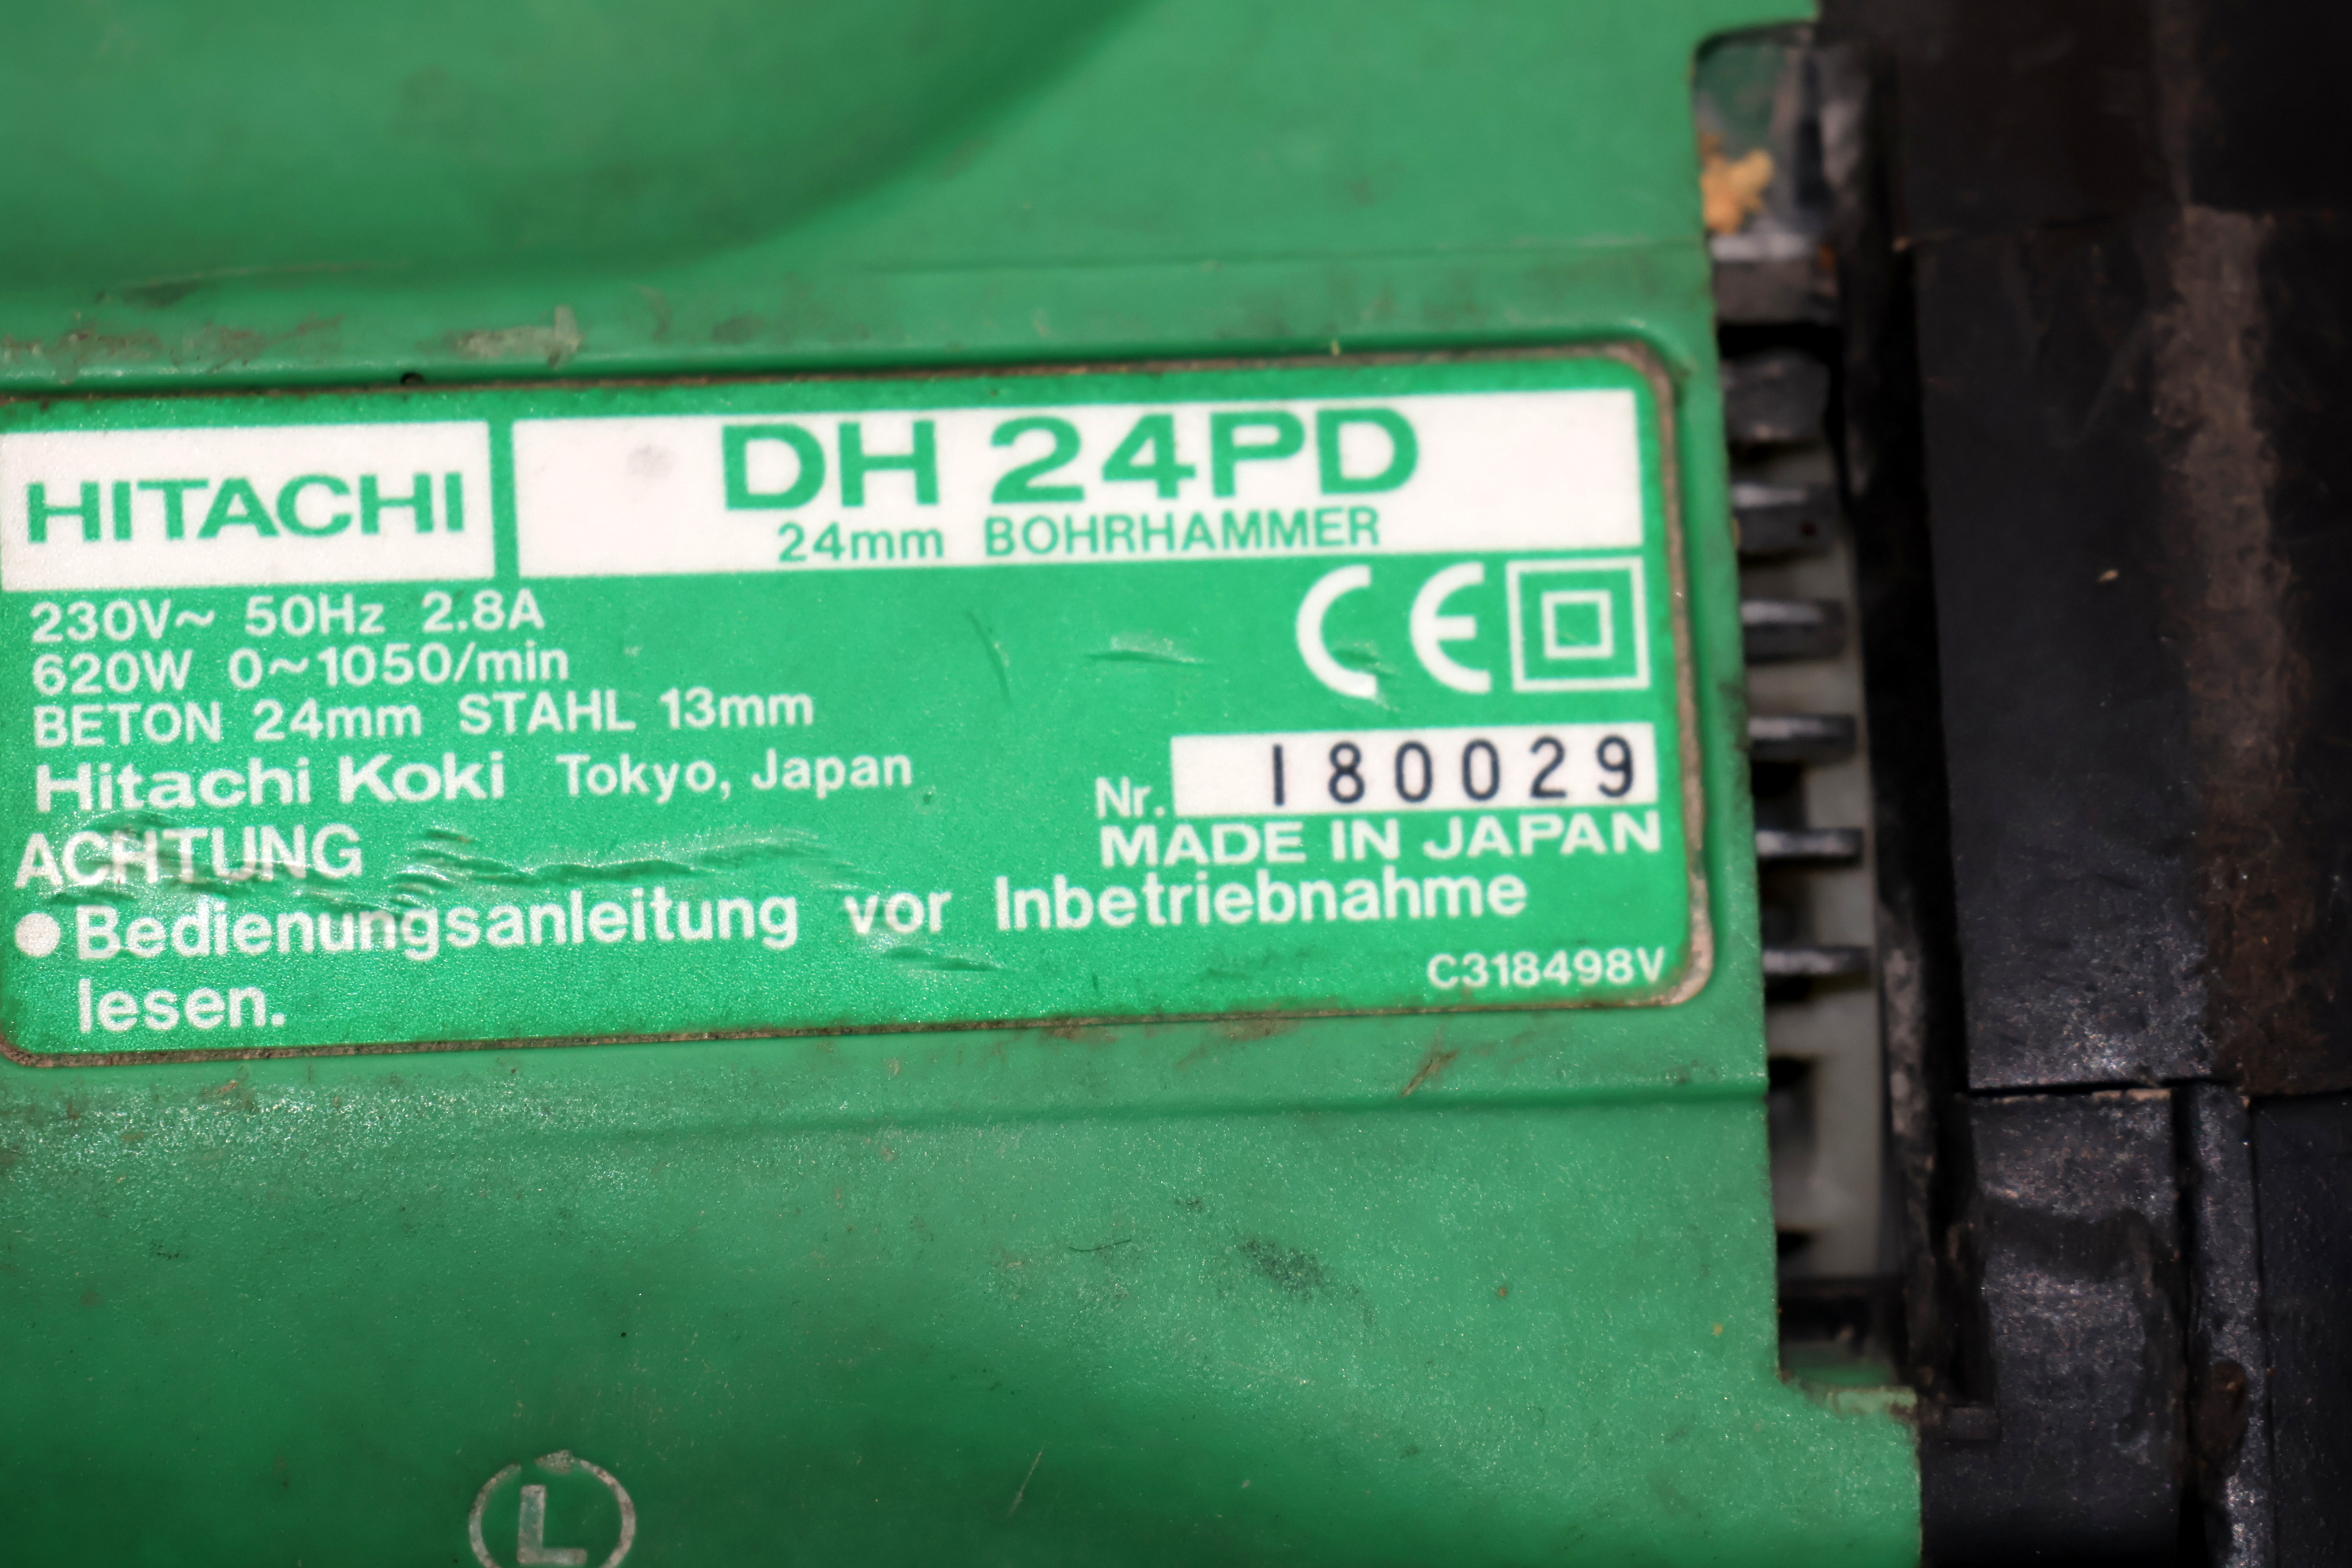 HITACHI
DH 24PD
24mm BOHRHAMMER
230V~ 50Hz 2.8A
620W 0~1050/min
BETON 24mm STAHL 13mm
Hitachi Koki Tokyo, Japan
CE
Nr. 180029
MADE IN JAPAN
ACHTUNG
●Bedienungsanleitung vor Inbetriebnahme
lesen.
C318498V
L